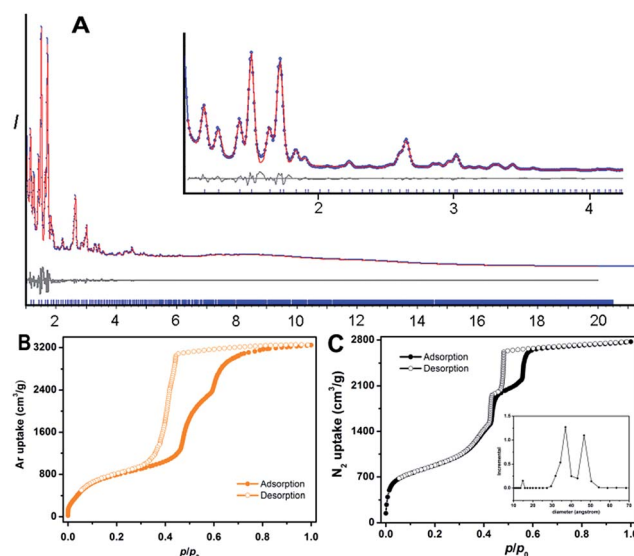 A
I
2 3 4
2 4 6 8 10 12 14 16 18 20
B
Ar uptake (cm³/g)
3200
2400
1600
800
0
Adsorption
Desorption
0.0 0.2 0.4 0.6 0.8 1.0
p/p₀
C
N₂ uptake (cm³/g)
2800
2100
1400
700
0
Adsorption
Desorption
Incremental
1.5
1.0
0.5
0.0
10 20 30 40 50 60 70
diameter (angstrom)
0.0 0.2 0.4 0.6 0.8 1.0
p/p₀